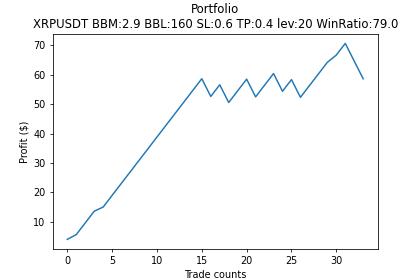 Portfolio
XRPUSDT BBM:2.9 BBL:160 SL:0.6 TP:0.4 lev:20 WinRatio:79.0
70
60
50
40
30
20
10
Profit ($)
0 5 10 15 20 25 30
Trade counts